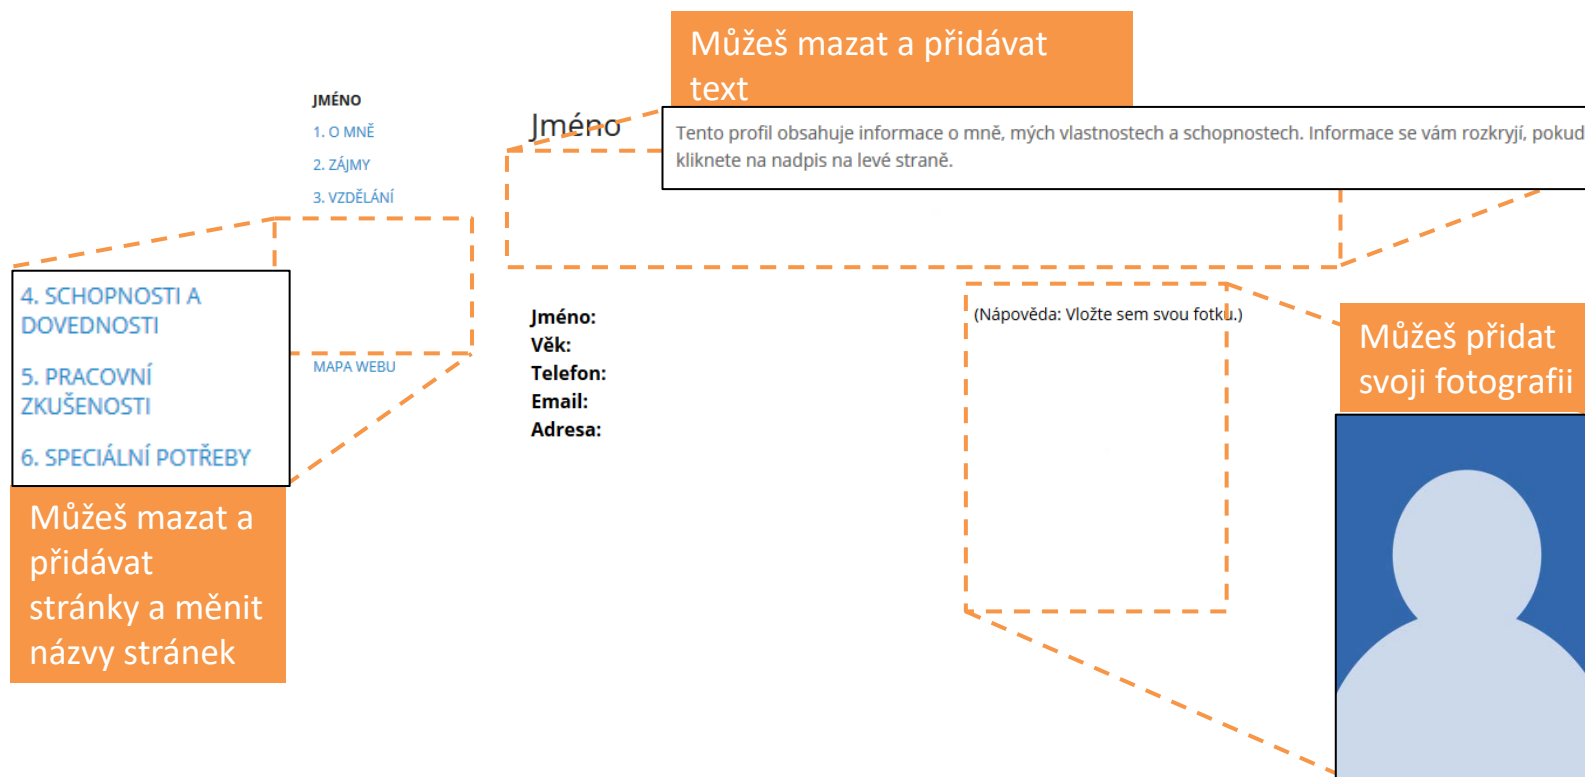 Můžeš mazat a přidávat
text
JMÉNO
1. O MNĚ
2. ZÁJMY
3. VZDĚLÁNÍ
Jméno
Tento profil obsahuje informace o mně, mých vlastnostech a schopnostech. Informace se vám rozkryjí, pokud
kliknete na nadpis na levé straně.
4. SCHOPNOSTI A
DOVEDNOSTI
5. PRACOVNÍ
ZKUŠENOSTI
6. SPECIÁLNÍ POTŘEBY
MAPA WEBU
Můžeš mazat a
přidávat
stránky a měnit
názvy stránek
Jméno:
Věk:
Telefon:
Email:
Adresa:
(Nápověda: Vložte sem svou fotku.)
Můžeš přidat
svoji fotografii